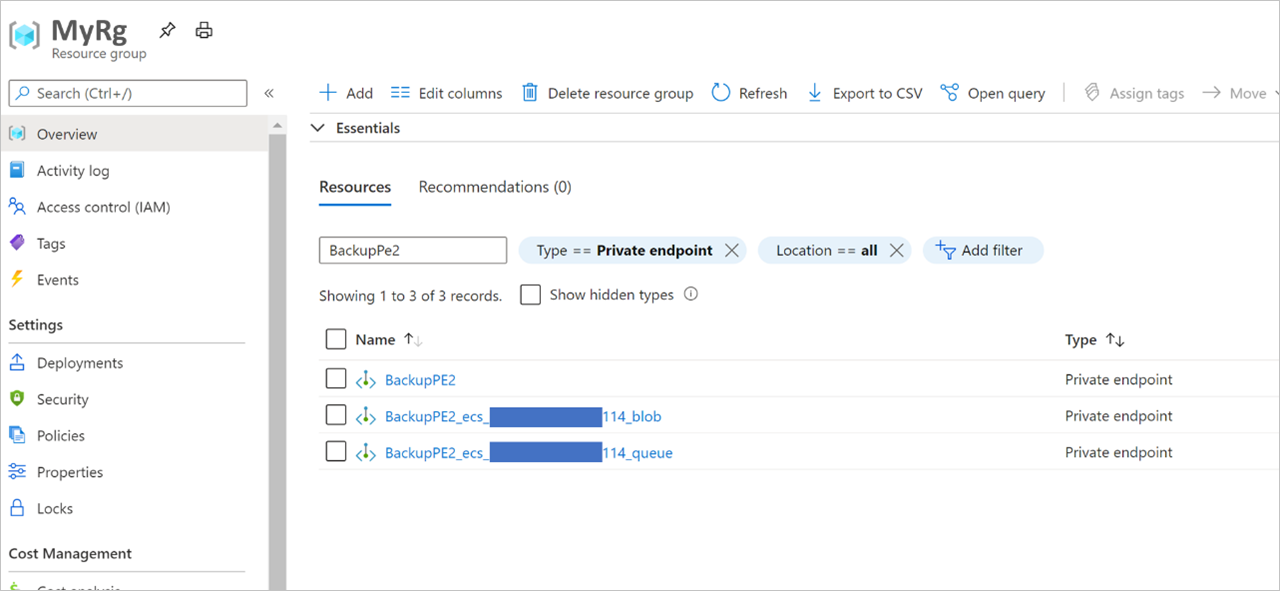 MyRg
Resource group
Search (Ctrl+/)
«
Overview
Activity log
Access control (IAM)
Tags
Events
Settings
Deployments
Security
Policies
Properties
Locks
Cost Management
Cost analysis
Add
Edit columns
Delete resource group
Refresh
Export to CSV
Open query
Assign tags
Move
Essentials
Resources
Recommendations (0)
BackupPe2
Type == Private endpoint
Location == all
Add filter
Showing 1 to 3 of 3 records.
Show hidden types
Name
Type
BackupPE2
Private endpoint
BackupPE2_ecs_ 114_blob
Private endpoint
BackupPE2_ecs_ 114_queue
Private endpoint